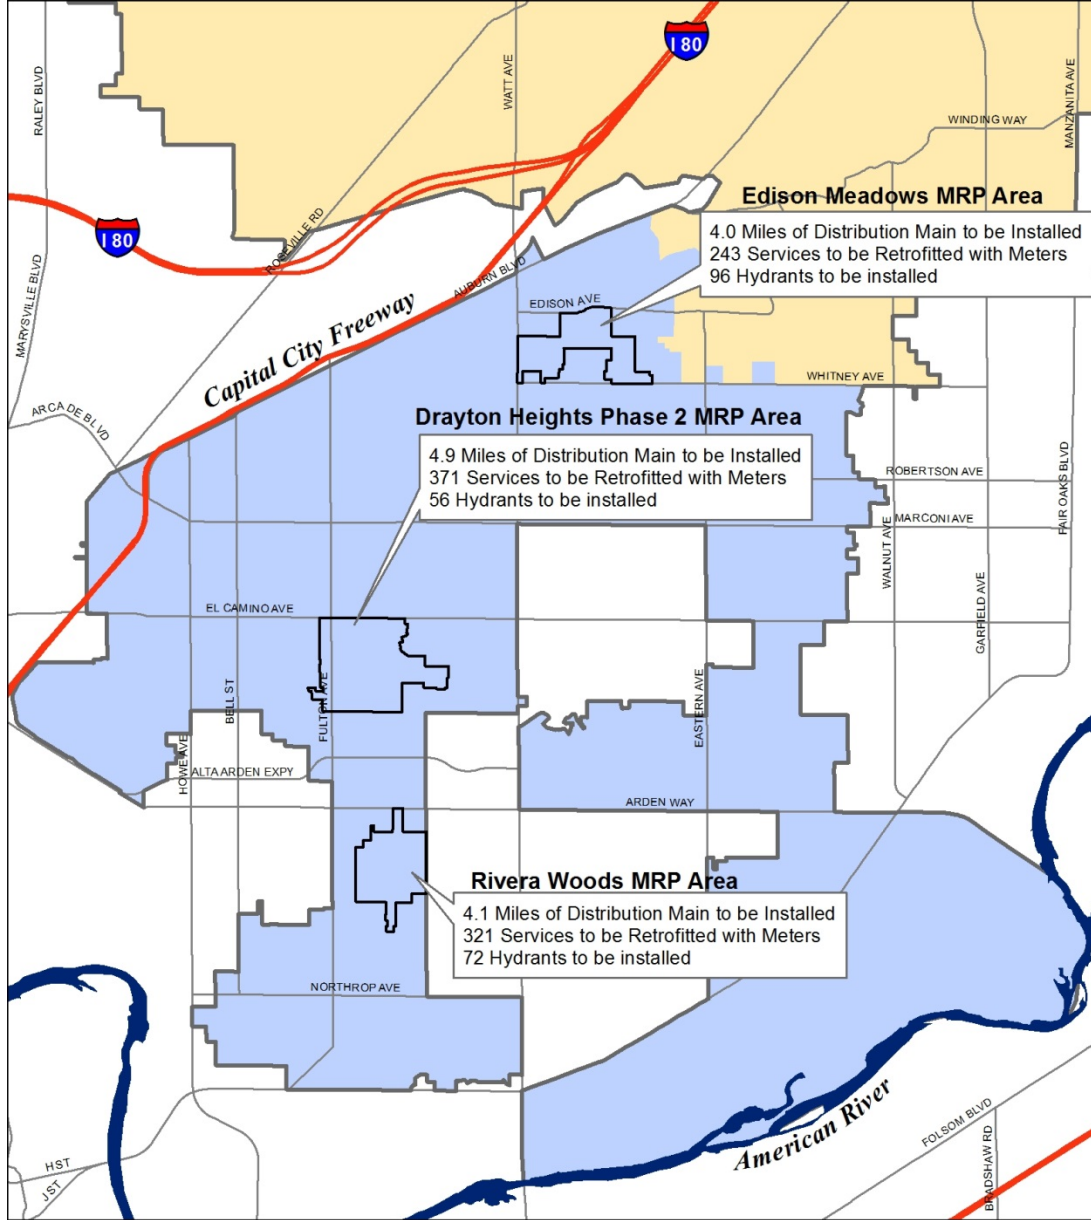 I 80
RALEY BLVD
WATT AVE
MANZANITA AVE
WINDING WAY
Edison Meadows MRP Area
4.0 Miles of Distribution Main to be Installed
243 Services to be Retrofitted with Meters
96 Hydrants to be installed
I 80
ROSEVILLE RD
AUBURN BLVD
MARYSVILLE BLVD
Capital City Freeway
EDISON AVE
WHITNEY AVE
ARCADE BLVD
Drayton Heights Phase 2 MRP Area
4.9 Miles of Distribution Main to be Installed
371 Services to be Retrofitted with Meters
56 Hydrants to be installed
ROBERTSON AVE
MARCONI AVE
FAIR OAKS BLVD
WALNUT AVE
GARFIELD AVE
EL CAMINO AVE
BELL ST
FULTON AVE
EASTERN AVE
HOWE AVE
ALTA ARDEN EXPY
ARDEN WAY
Rivera Woods MRP Area
4.1 Miles of Distribution Main to be Installed
321 Services to be Retrofitted with Meters
72 Hydrants to be installed
NORTHROP AVE
American River
FOLSOM BLVD
BRADSHAW RD
H ST
J ST